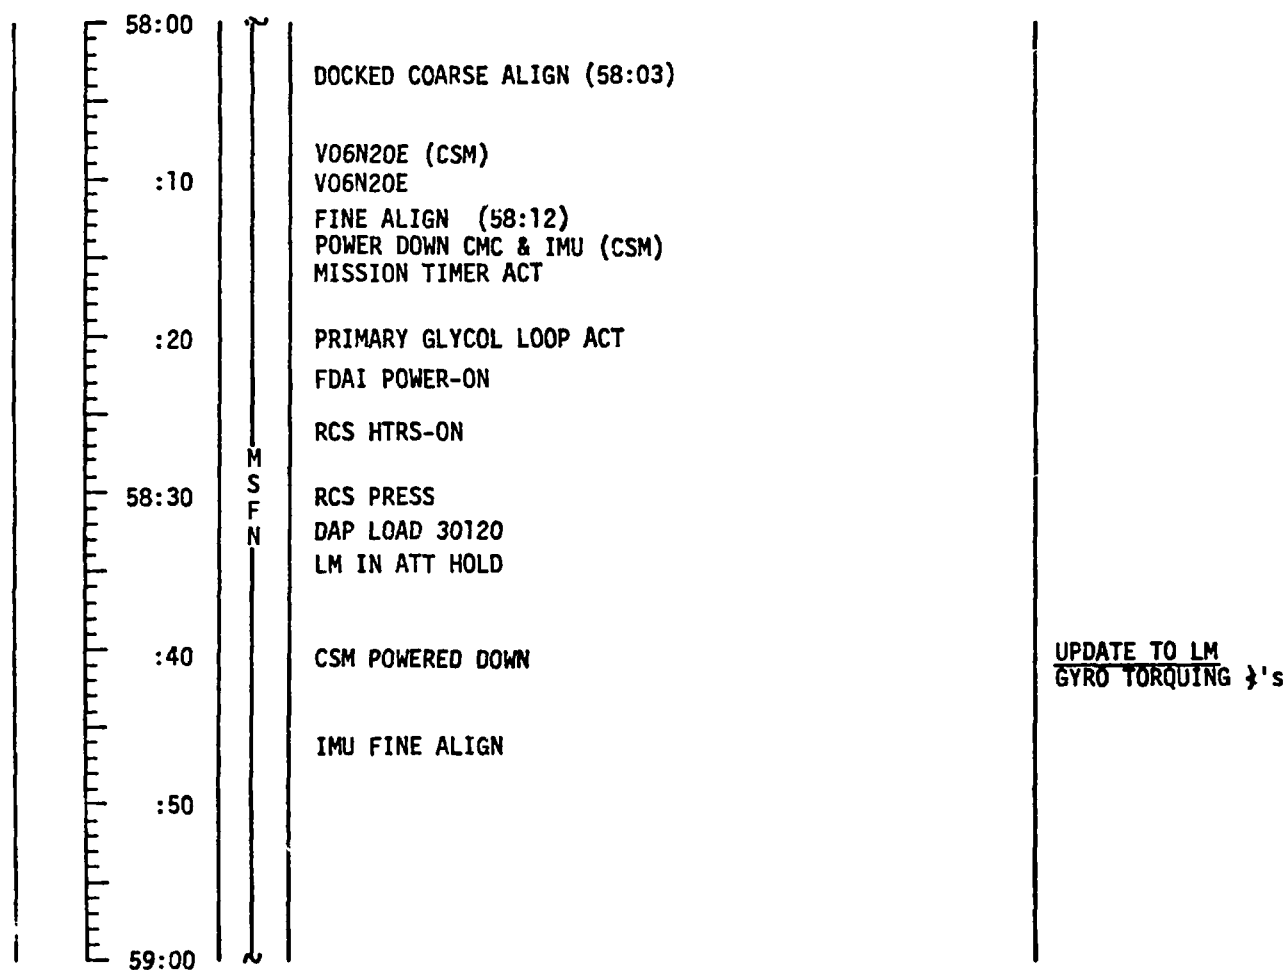 58:00
DOCKED COARSE ALIGN (58:03)
V06N20E (CSM)
:10
V06N20E
FINE ALIGN (58:12)
POWER DOWN CMC & IMU (CSM)
MISSION TIMER ACT
:20
PRIMARY GLYCOL LOOP ACT
FDAI POWER-ON
RCS HTRS-ON
MSFN
58:30
RCS PRESS
DAP LOAD 30120
LM IN ATT HOLD
:40
CSM POWERED DOWN
UPDATE TO LM
GYRO TORQUING ∡'s
IMU FINE ALIGN
:50
59:00